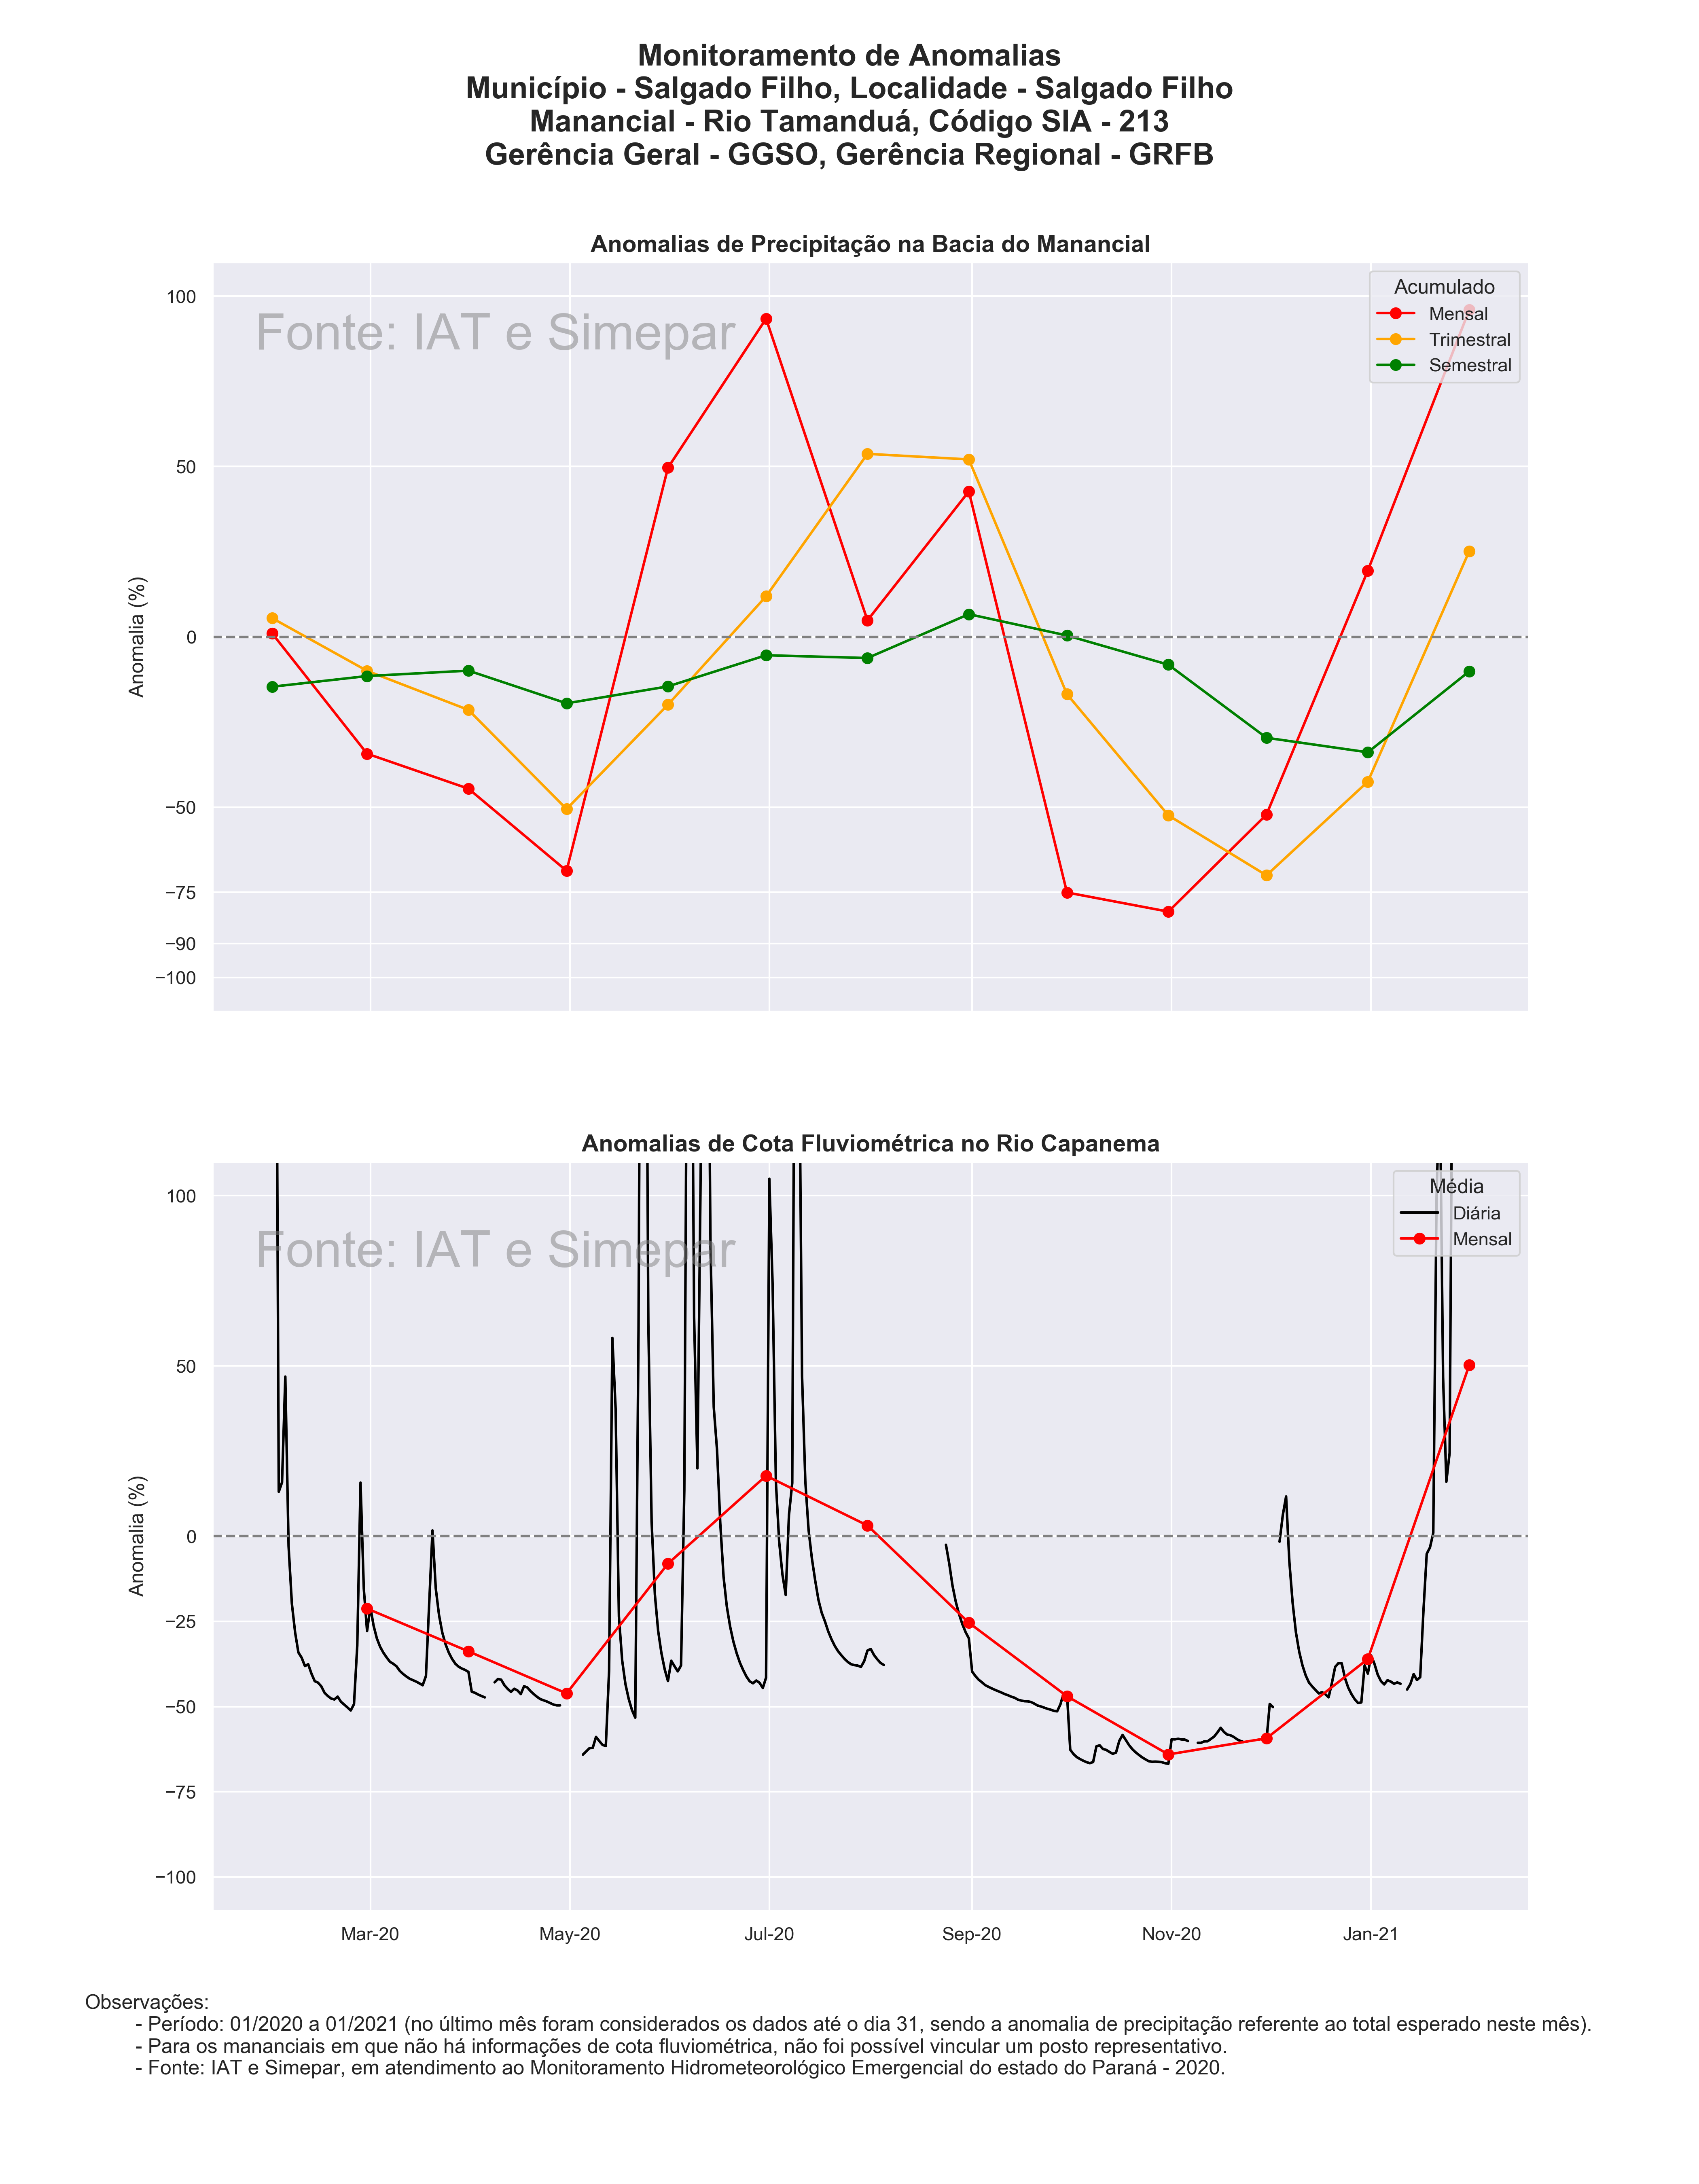 Monitoramento de Anomalias
Município - Salgado Filho, Localidade - Salgado Filho
Manancial - Rio Tamanduá, Código SIA - 213
Gerência Geral - GGSO, Gerência Regional - GRFB
Anomalias de Precipitação na Bacia do Manancial
Fonte: IAT e Simepar
Acumulado
Mensal
Trimestral
Semestral
Anomalia (%)
100
50
0
−50
−75
−90
−100
Anomalias de Cota Fluviométrica no Rio Capanema
Fonte: IAT e Simepar
Média
Diária
Mensal
Anomalia (%)
100
50
0
−25
−50
−75
−100
Mar-20 May-20 Jul-20 Sep-20 Nov-20 Jan-21
Observações:
- Período: 01/2020 a 01/2021 (no último mês foram considerados os dados até o dia 31, sendo a anomalia de precipitação referente ao total esperado neste mês).
- Para os mananciais em que não há informações de cota fluviométrica, não foi possível vincular um posto representativo.
- Fonte: IAT e Simepar, em atendimento ao Monitoramento Hidrometeorológico Emergencial do estado do Paraná - 2020.